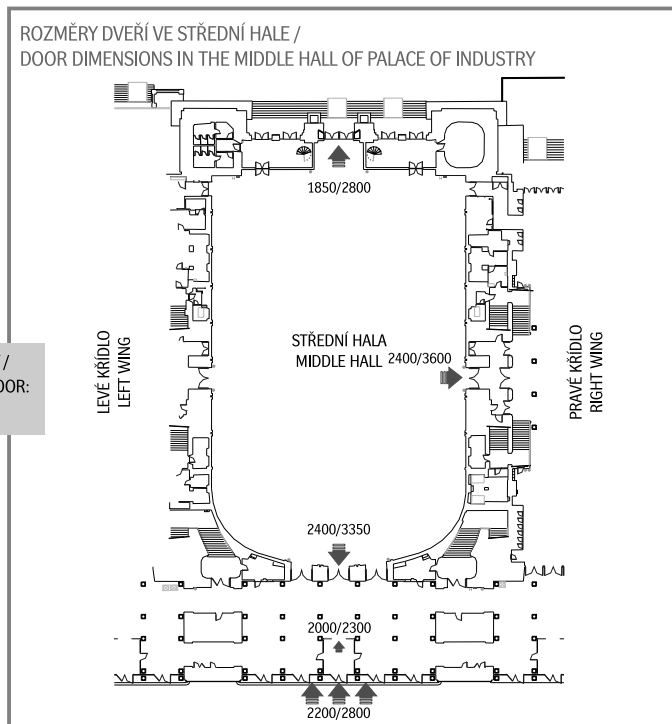 ROZMĚRY DVEŘÍ VE STŘEDNÍ HALE /
DOOR DIMENSIONS IN THE MIDDLE HALL OF PALACE OF INDUSTRY
1850/2800
STŘEDNÍ HALA
MIDDLE HALL
2400/3600
LEVÉ KŘÍDLO
LEFT WING
PRAVÉ KŘÍDLO
RIGHT WING
/
OOR:
2400/3350
2000/2300
2200/2800